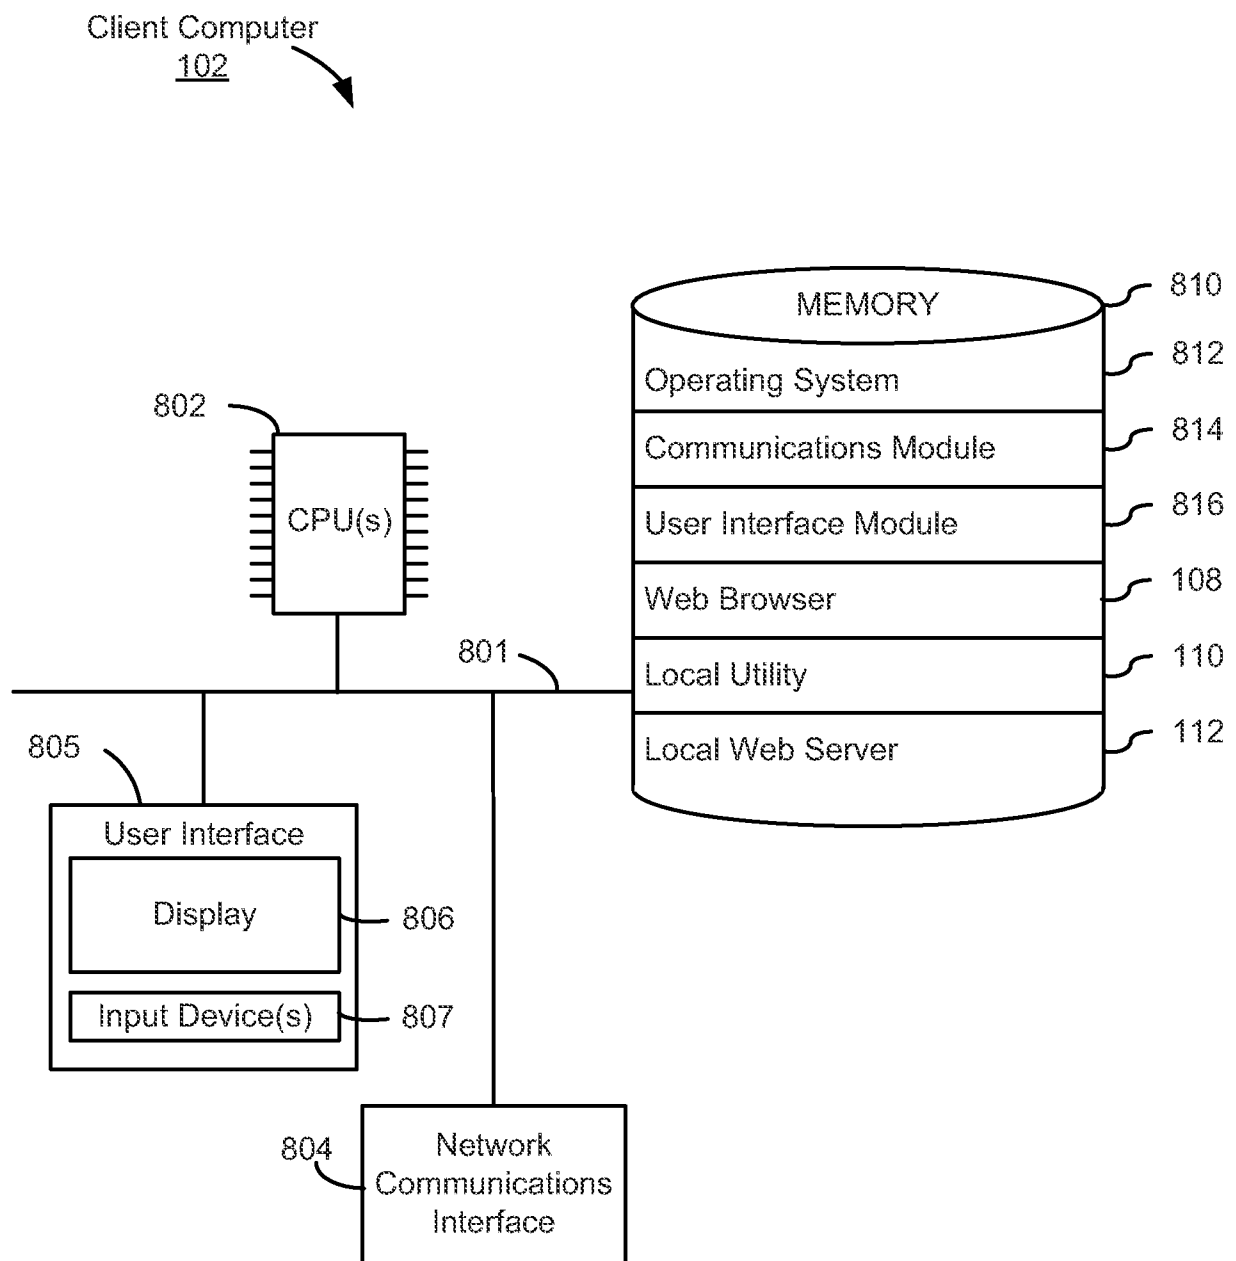 Client Computer
102
MEMORY
810
Operating System
812
Communications Module
814
User Interface Module
816
Web Browser
108
Local Utility
110
Local Web Server
112
802
CPU(s)
801
805
User Interface
Display
806
Input Device(s)
807
804
Network
Communications
Interface